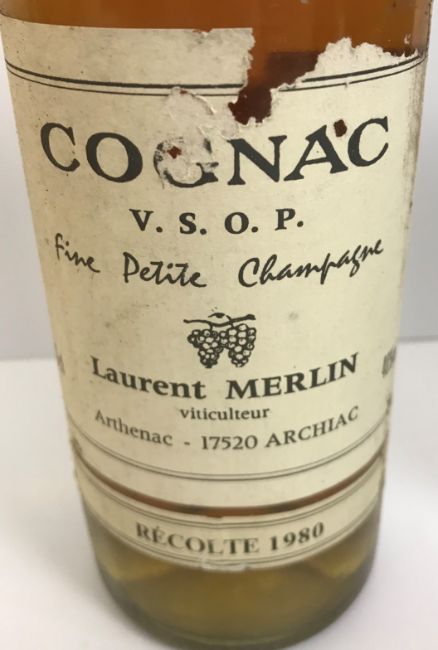 COGNAC
V. S. O. P.
Fine Petite Champagne
Laurent MERLIN
viticulteur
Arthenac - 17520 ARCHIAC
RÉCOLTE 1980